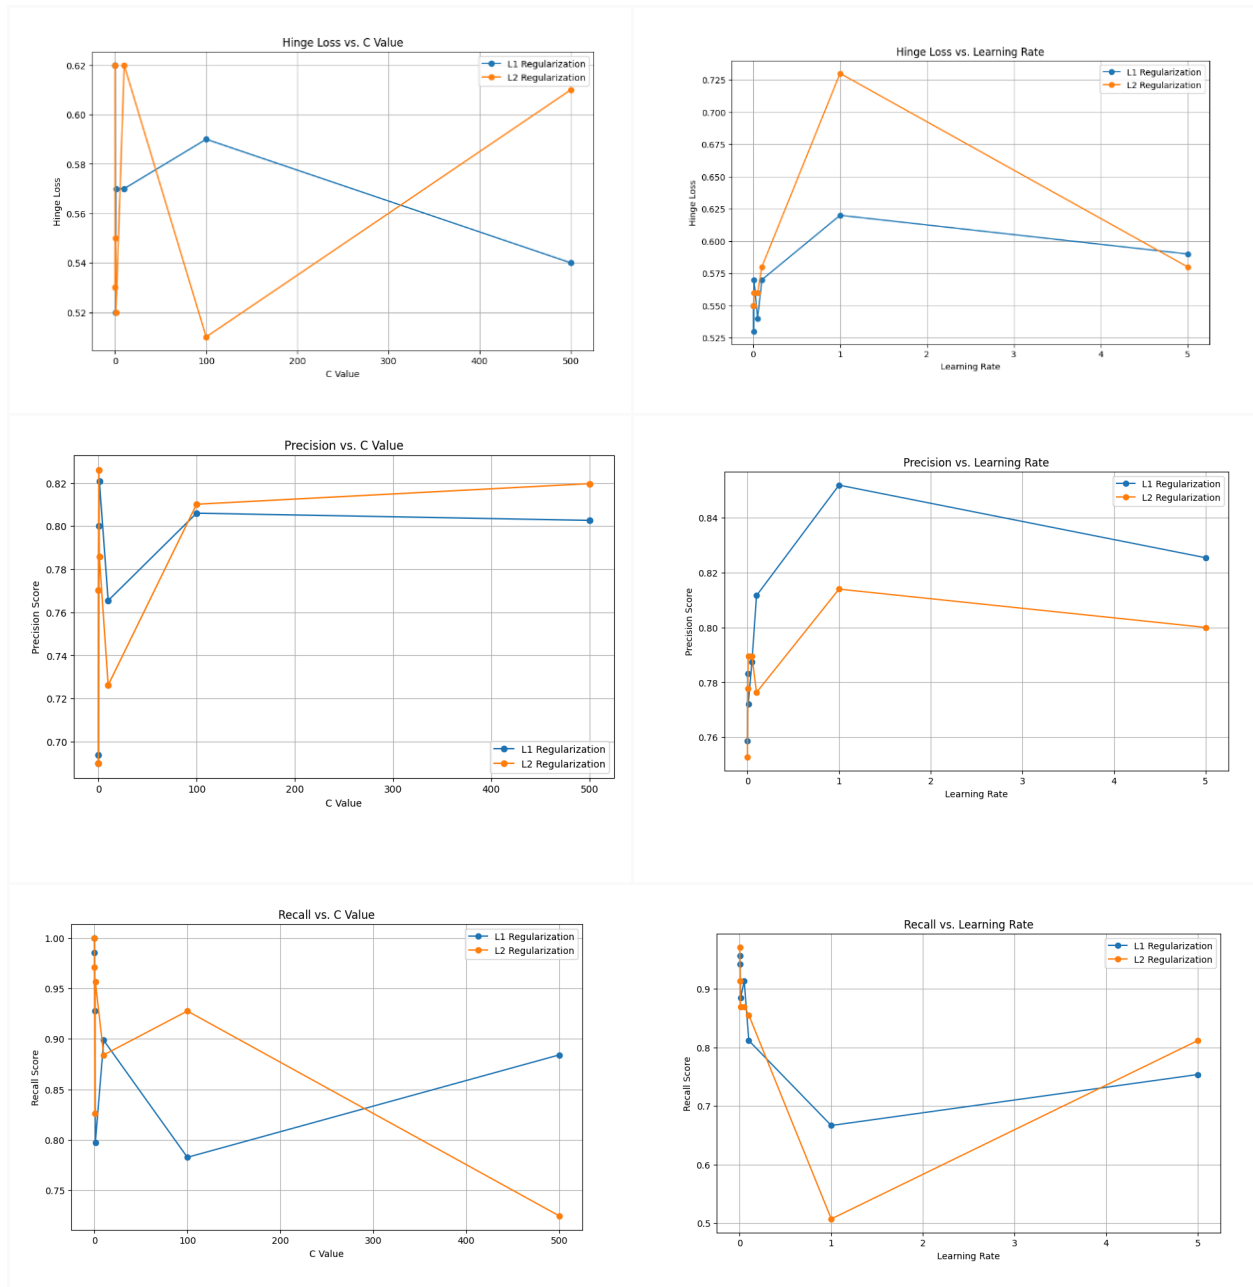 Hinge Loss vs. C Value
L1 Regularization
L2 Regularization
0.62
0.60
0.58
0.56
0.54
0.52
Hinge Loss
0
100
200
300
400
500
C Value
Hinge Loss vs. Learning Rate
L1 Regularization
L2 Regularization
0.725
0.700
0.675
0.650
0.625
0.600
0.575
0.550
0.525
Hinge Loss
0
1
2
3
4
5
Learning Rate
Precision vs. C Value
0.82
0.80
0.78
0.76
0.74
0.72
0.70
Precision Score
L1 Regularization
L2 Regularization
0
100
200
300
400
500
C Value
Precision vs. Learning Rate
L1 Regularization
L2 Regularization
0.84
0.82
0.80
0.78
0.76
Precision Score
0
1
2
3
4
5
Learning Rate
Recall vs. C Value
L1 Regularization
L2 Regularization
1.00
0.95
0.90
0.85
0.80
0.75
Recall Score
0
100
200
300
400
500
C Value
Recall vs. Learning Rate
L1 Regularization
L2 Regularization
0.9
0.8
0.7
0.6
0.5
Recall Score
0
1
2
3
4
5
Learning Rate